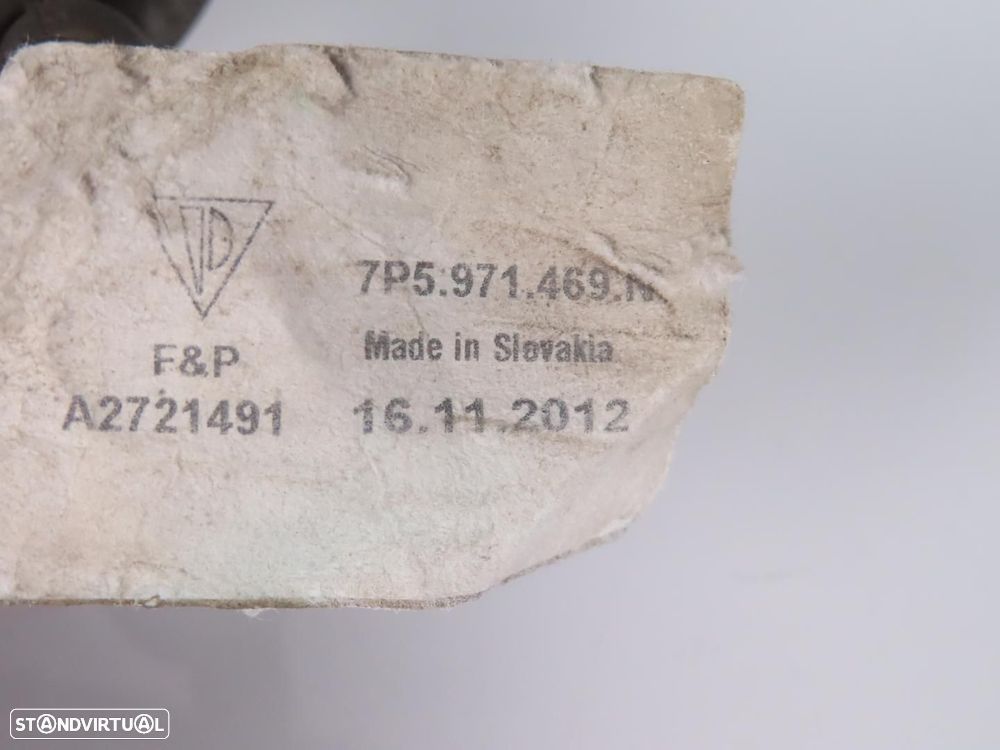 7P5.971.469.N
F&P
Made in Slovakia
A2721491
16.11.2012
STANDVIRTUAL